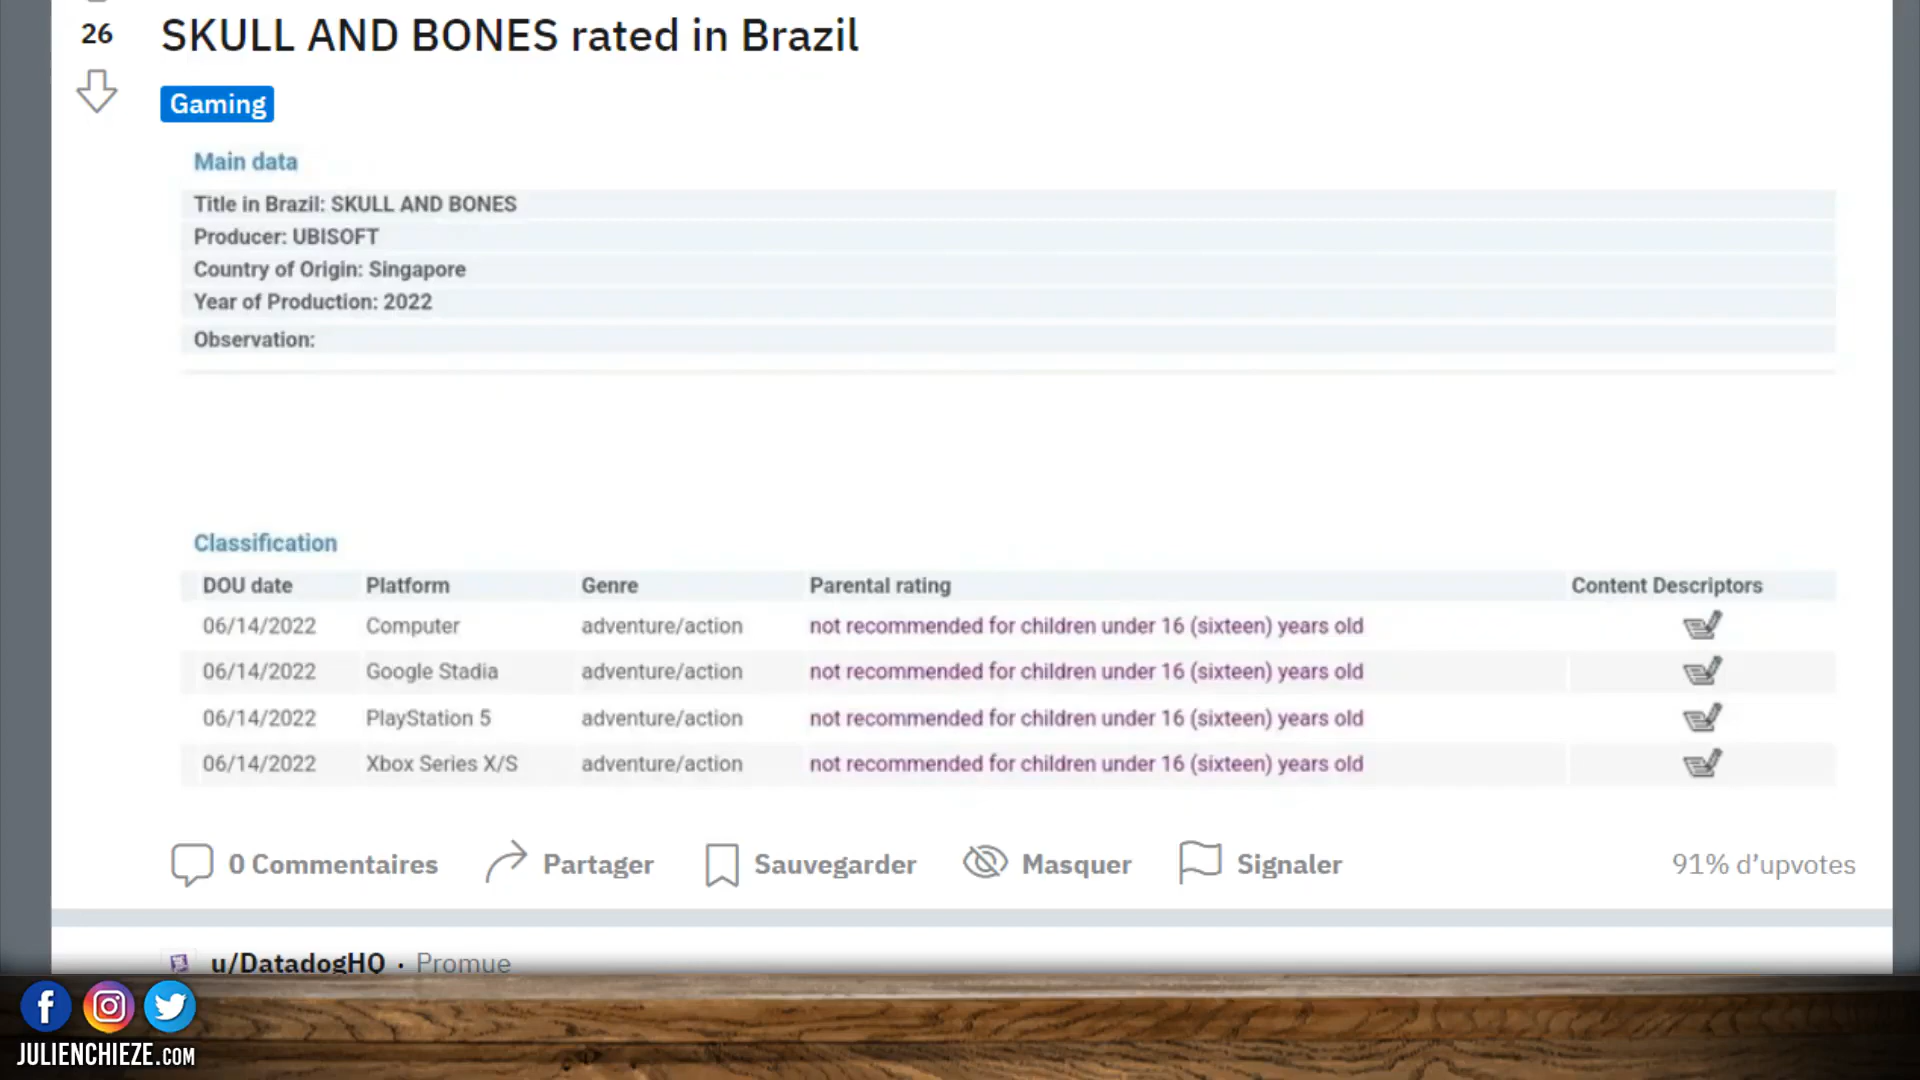 26
SKULL AND BONES rated in Brazil
Gaming
Main data
Title in Brazil: SKULL AND BONES
Producer: UBISOFT
Country of Origin: Singapore
Year of Production: 2022
Observation:
Classification
DOU date Platform Genre Parental rating Content Descriptors
06/14/2022 Computer adventure/action not recommended for children under 16 (sixteen) years old
06/14/2022 Google Stadia adventure/action not recommended for children under 16 (sixteen) years old
06/14/2022 PlayStation 5 adventure/action not recommended for children under 16 (sixteen) years old
06/14/2022 Xbox Series X/S adventure/action not recommended for children under 16 (sixteen) years old
0 Commentaires Partager Sauvegarder Masquer Signaler 91% d’upvotes
u/DatadogHQ · Promue
JULIENCHIEZE.COM